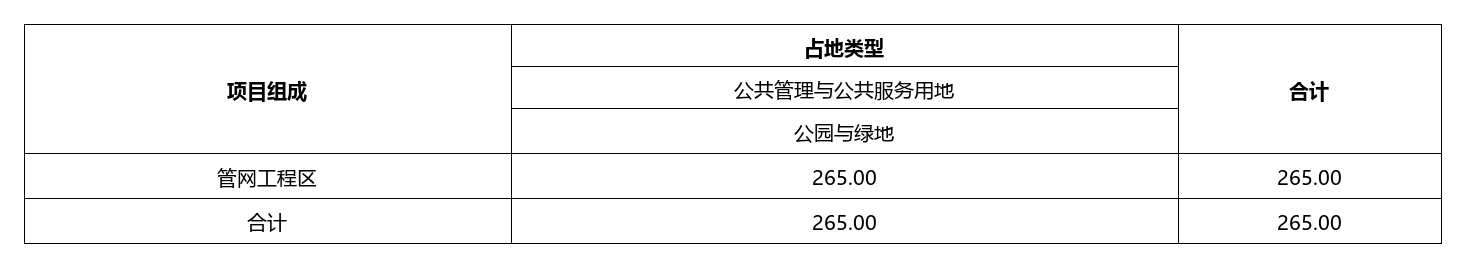 项目组成
占地类型
合计
公共管理与公共服务用地
公园与绿地
管网工程区 265.00 265.00
合计 265.00 265.00